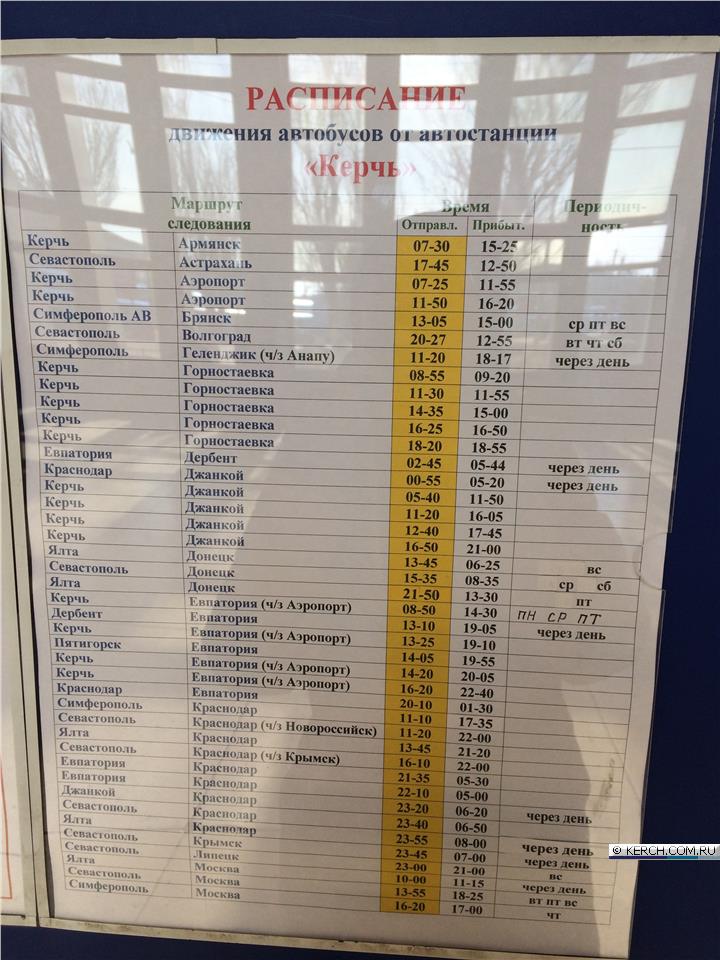 РАСПИСАНИЕ
движения автобусов от автостанции
«Керчь»
Маршрут следования Время Периодич-
Отправл. Прибыт. ность
Керчь Армянск 07-30 15-25
Севастополь Астрахань 17-45 12-50
Керчь Аэропорт 07-25 11-55
Керчь Аэропорт 11-50 16-20
Симферополь АВ Брянск 13-05 15-00 ср пт вс
Севастополь Волгоград 20-27 12-55 вт чт сб
Симферополь Геленджик (ч/з Анапу) 11-20 18-17 через день
Керчь Горностаевка 08-55 09-20
Керчь Горностаевка 11-30 11-55
Керчь Горностаевка 14-35 15-00
Керчь Горностаевка 16-25 16-50
Керчь Горностаевка 18-20 18-55
Евпатория Дербент 02-45 05-44 через день
Краснодар Джанкой 00-55 05-20 через день
Керчь Джанкой 05-40 11-50
Керчь Джанкой 11-20 16-05
Керчь Джанкой 12-40 17-45
Керчь Джанкой 16-50 21-00
Ялта Донецк 13-45 06-25 вс
Севастополь Донецк 15-35 08-35 ср сб
Ялта Донецк 21-50 13-30 пт
Керчь Евпатория (ч/з Аэропорт) 08-50 14-30 ПН СР ПТ
Дербент Евпатория 13-10 19-05 через день
Керчь Евпатория (ч/з Аэропорт) 13-25 19-10
Пятигорск Евпатория 14-05 19-55
Керчь Евпатория (ч/з Аэропорт) 14-20 20-05
Керчь Евпатория (ч/з Аэропорт) 16-20 22-40
Краснодар Евпатория 20-10 01-30
Симферополь Краснодар 11-10 17-35
Севастополь Краснодар (ч/з Новороссийск) 11-20 22-00
Ялта Краснодар 13-45 21-20
Севастополь Краснодар (ч/з Крымск) 16-10 22-00
Евпатория Краснодар 21-35 05-30
Евпатория Краснодар 22-10 05-00
Джанкой Краснодар 23-20 06-20 через день
Севастополь Краснодар 23-40 06-50
Ялта Краснодар 23-55 08-00 через день
Севастополь Крымск 23-45 07-00 через день
Севастополь Липецк 23-00 21-00 вс
Ялта Москва 10-00 11-15 через день
Севастополь Москва 13-55 18-25 вт пт вс
Симферополь Москва 16-20 17-00 чт
© KERCH.COM.RU